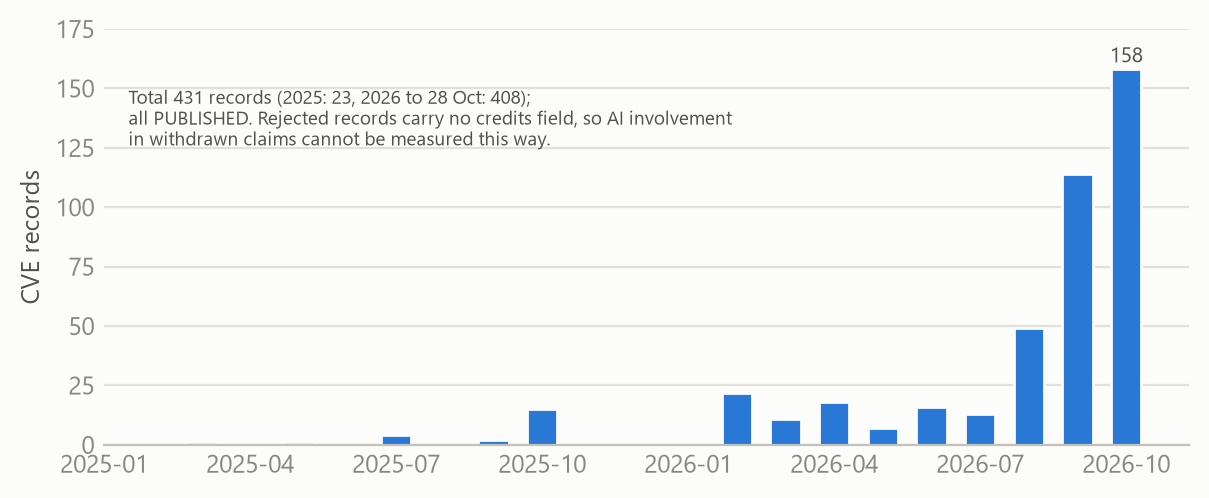 175
158
150
Total 431 records (2025: 23, 2026 to 28 Oct: 408);
all PUBLISHED. Rejected records carry no credits field, so AI involvement
in withdrawn claims cannot be measured this way.
125
CVE records
100
75
50
25
0
2025-01 2025-04 2025-07 2025-10 2026-01 2026-04 2026-07 2026-10